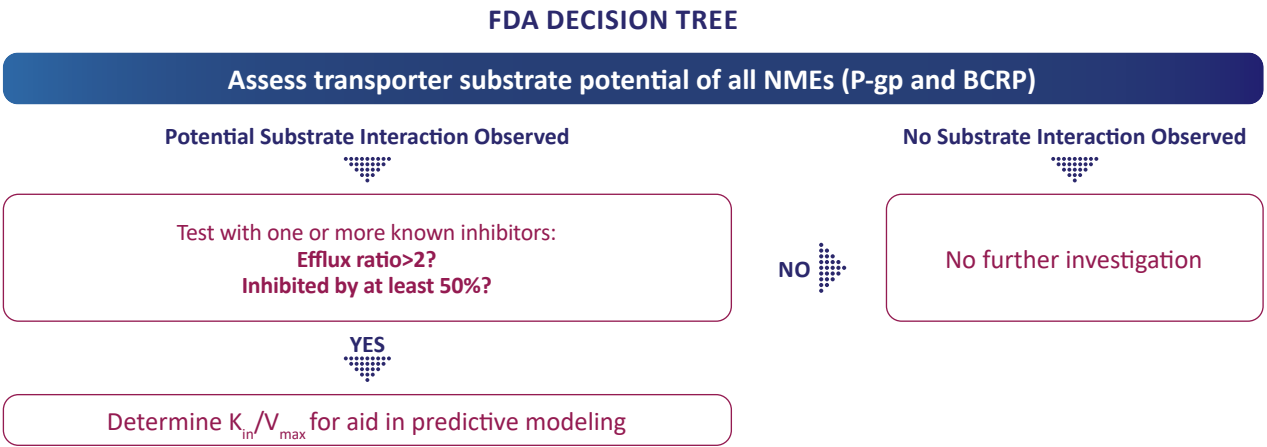 FDA DECISION TREE
Assess transporter substrate potential of all NMEs (P-gp and BCRP)
Potential Substrate Interaction Observed
No Substrate Interaction Observed
Test with one or more known inhibitors:
Efflux ratio>2?
Inhibited by at least 50%?
NO
No further investigation
YES
Determine K_in/V_max for aid in predictive modeling